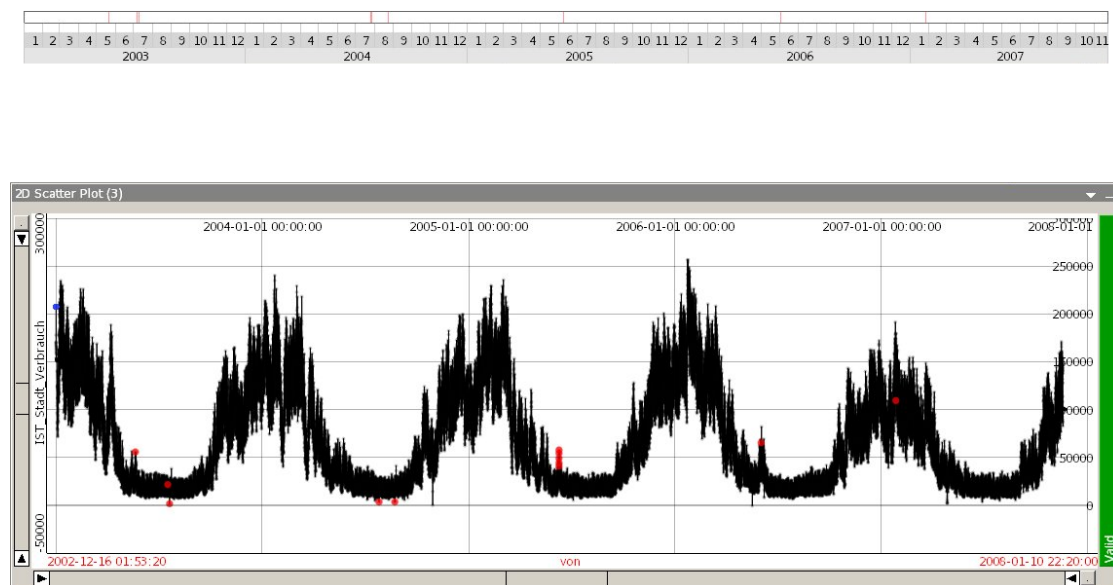 1 2 3 4 5 6 7 8 9 10 11 12 1 2 3 4 5 6 7 8 9 10 11 12 1 2 3 4 5 6 7 8 9 10 11 12 1 2 3 4 5 6 7 8 9 10 11 12 1 2 3 4 5 6 7 8 9 10 11
2003 2004 2005 2006 2007
2D Scatter Plot (3)
300000
2004-01-01 00:00:00 2005-01-01 00:00:00 2006-01-01 00:00:00 2007-01-01 00:00:00 2008-01-01
250000
200000
150000
100000
50000
0
IST_Stadt_Verbrauch
-50000
2002-12-16 01:53:20 von 2008-01-10 22:20:00
Valid